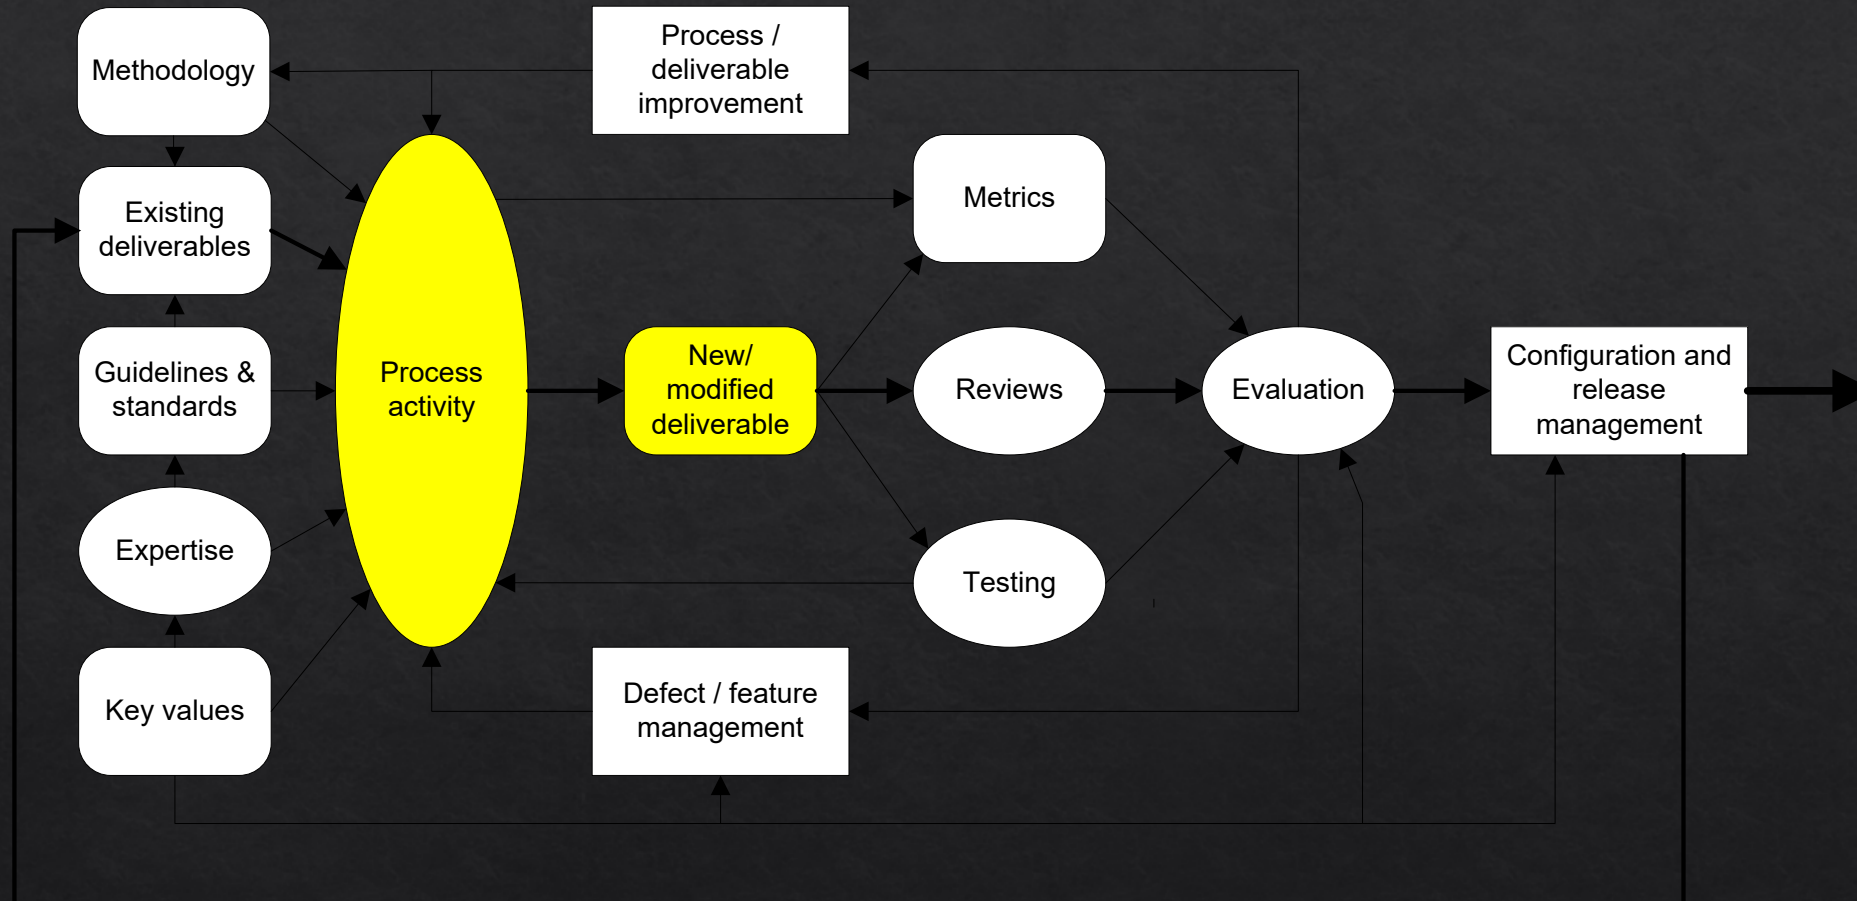 Methodology
Process /
deliverable
improvement
Existing
deliverables
Metrics
Guidelines &
standards
Process
activity
New/
modified
deliverable
Reviews
Evaluation
Configuration and
release
management
Expertise
Testing
Key values
Defect / feature
management